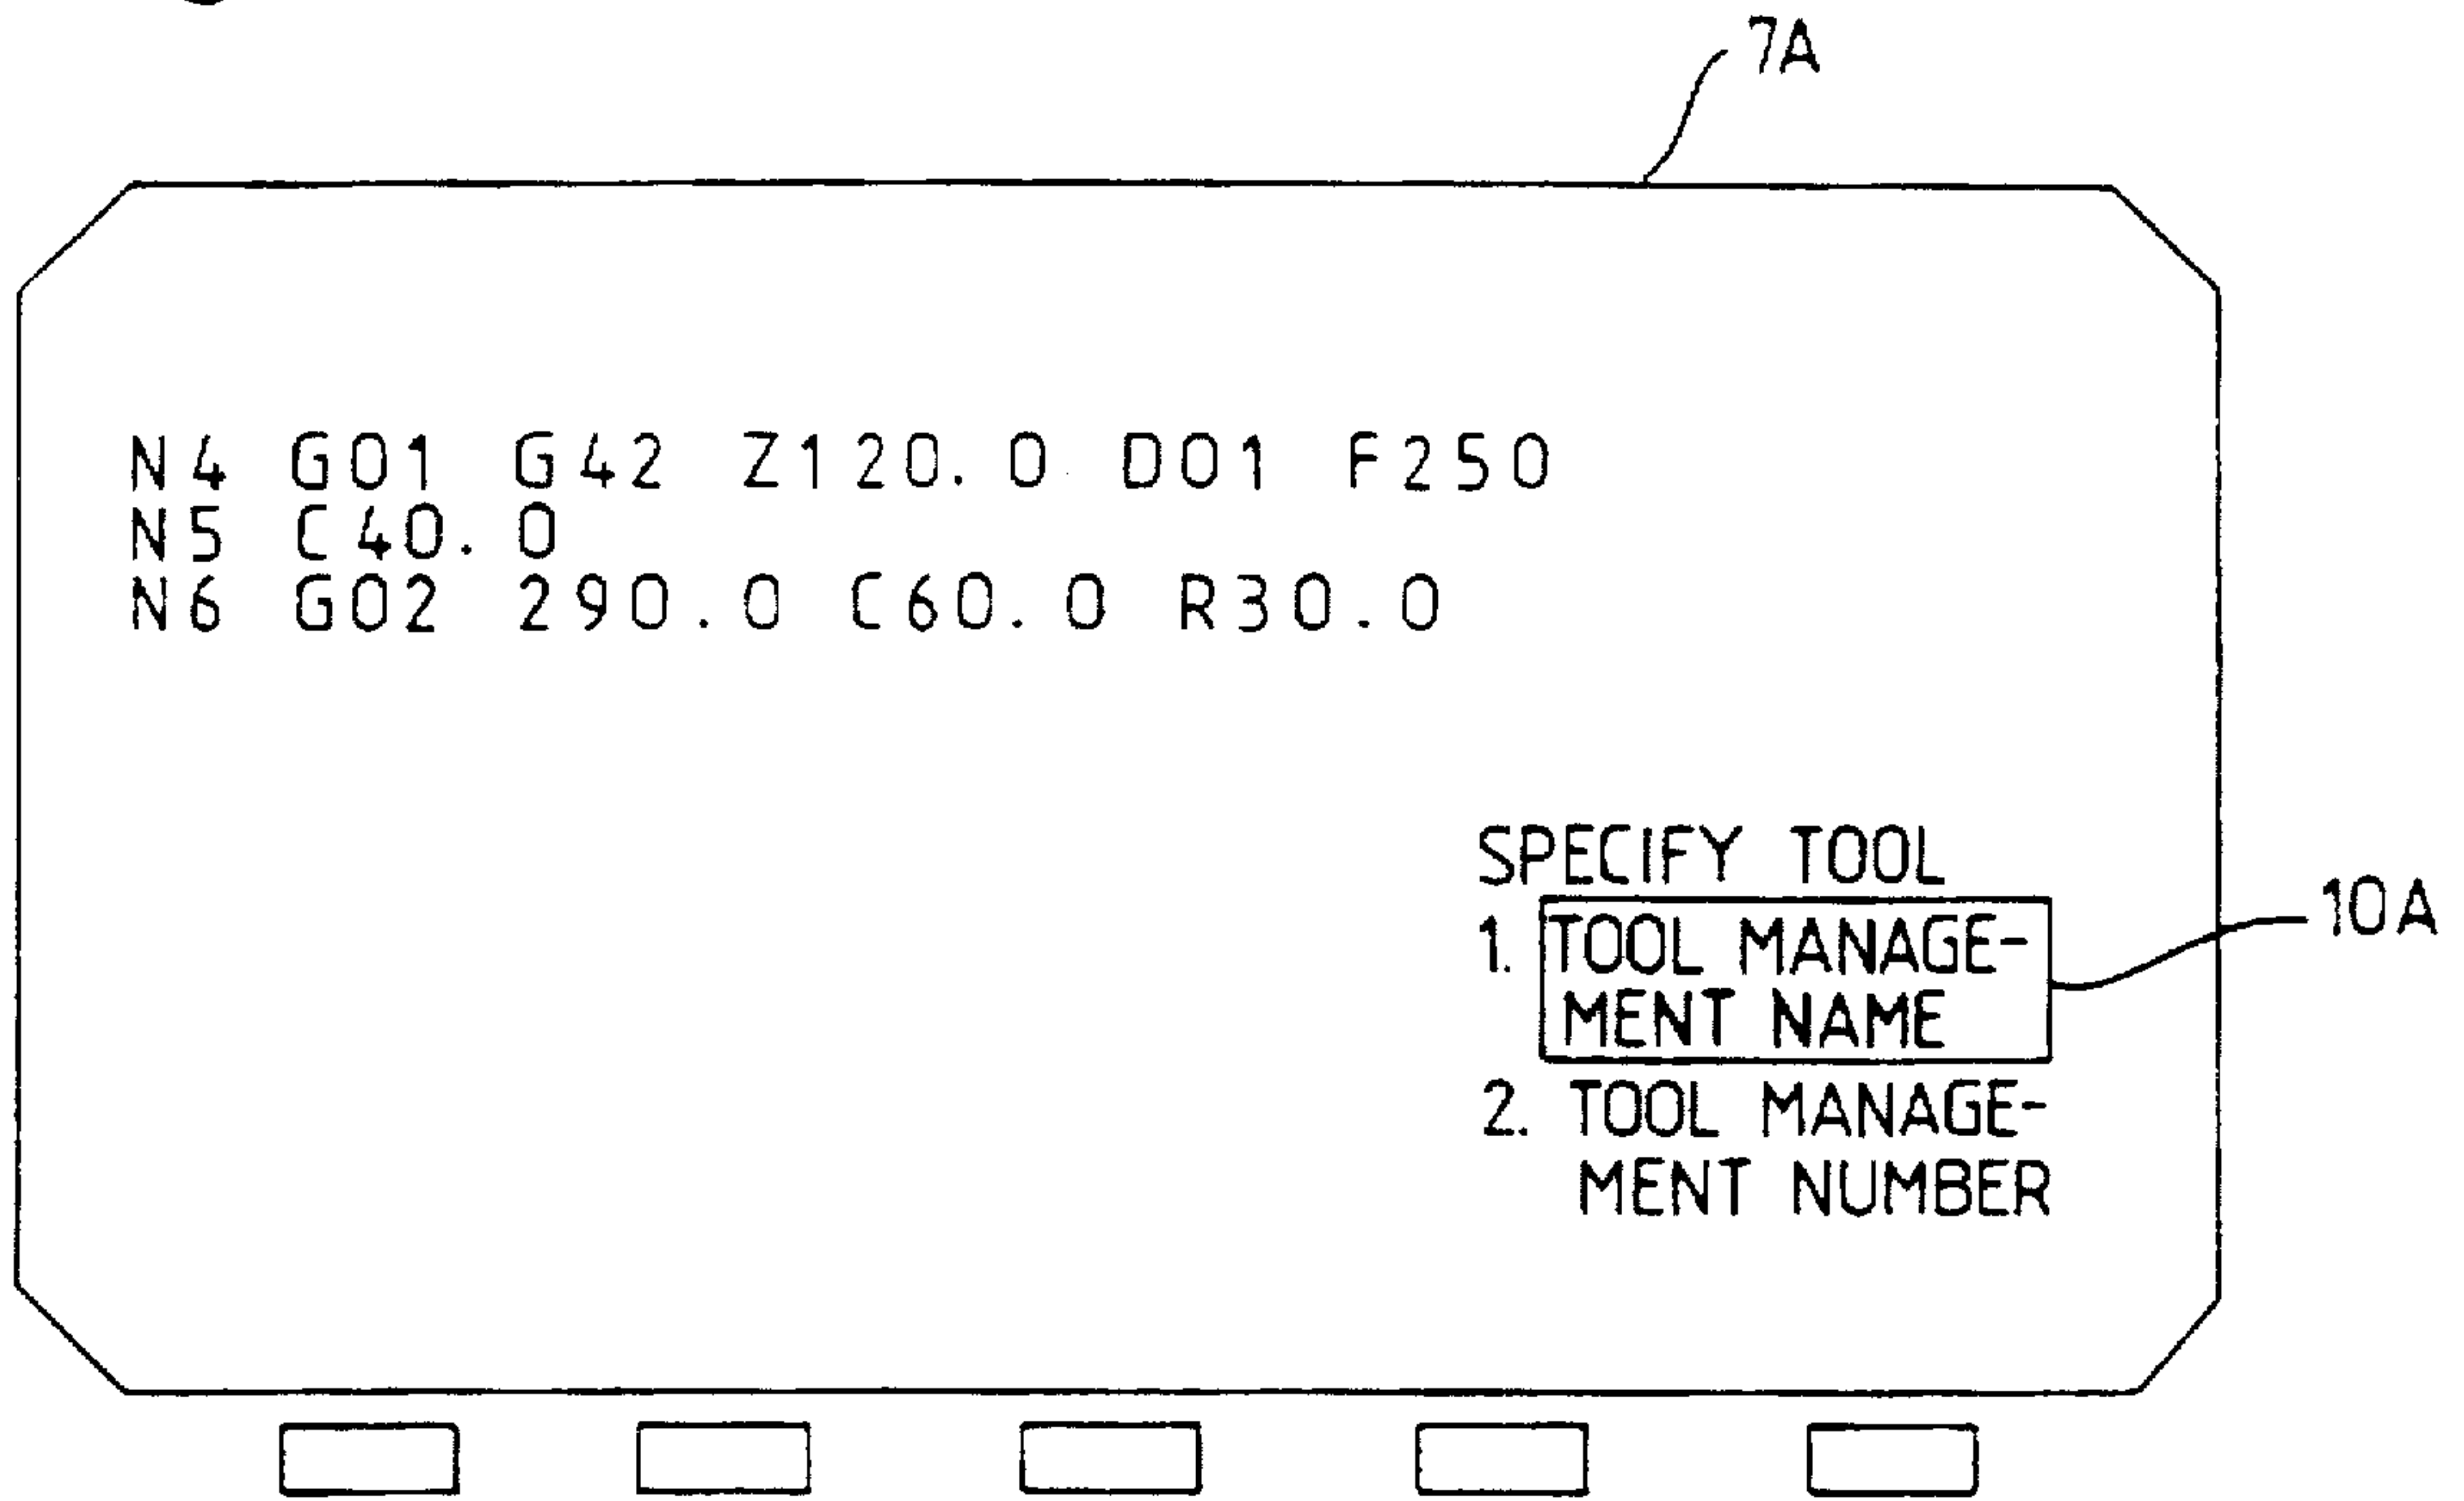 7A
N4 G01 G42 Z120.0 D01 F250
N5 C40.0
N6 G02 290.0 C60.0 R30.0
SPECIFY TOOL
1. TOOL MANAGE-
MENT NAME
10A
2. TOOL MANAGE-
MENT NUMBER